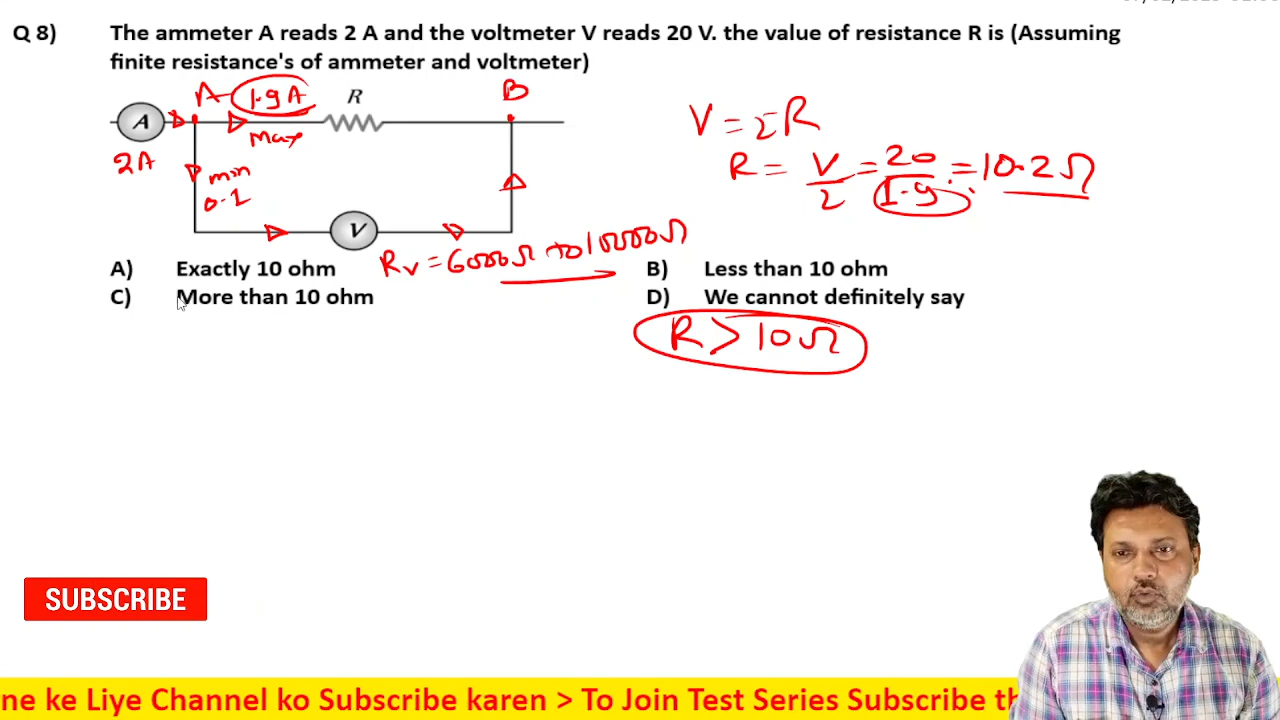 Q 8) The ammeter A reads 2 A and the voltmeter V reads 20 V. the value of resistance R is (Assuming
finite resistance's of ammeter and voltmeter)
A 1.9 A R B
A Max
2A
min
0.1
V
Rv = 6000Ω to 10000Ω
V = IR
R = V/I = 20/1.9 = 10.2 Ω
A) Exactly 10 ohm B) Less than 10 ohm
C) More than 10 ohm D) We cannot definitely say
R > 10Ω
SUBSCRIBE
ne ke Liye Channel ko Subscribe karen > To Join Test Series Subscribe th